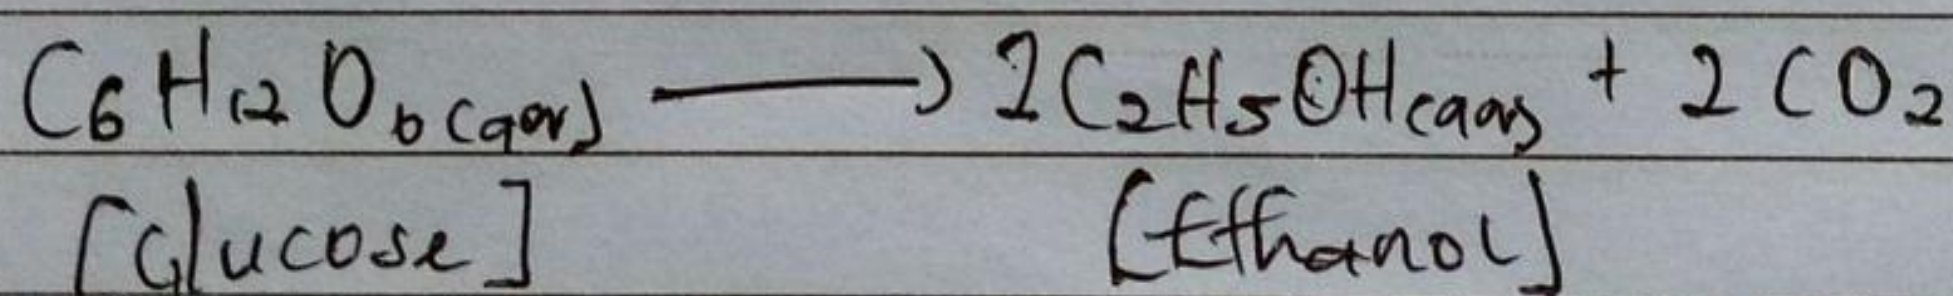 C₆H₁₂O₆(aq) ⟶ 2C₂H₅OH(aq) + 2CO₂
[Glucose] [Ethanol]